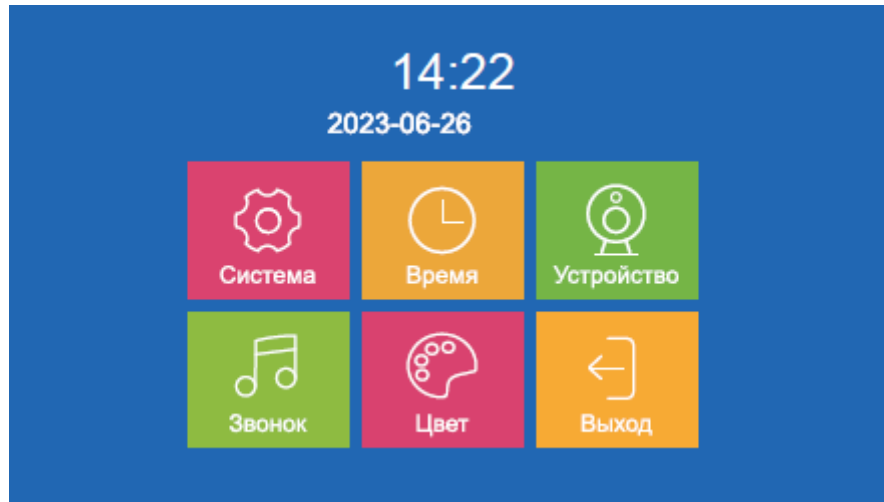 14:22
2023-06-26
Система
Время
Устройство
Звонок
Цвет
Выход